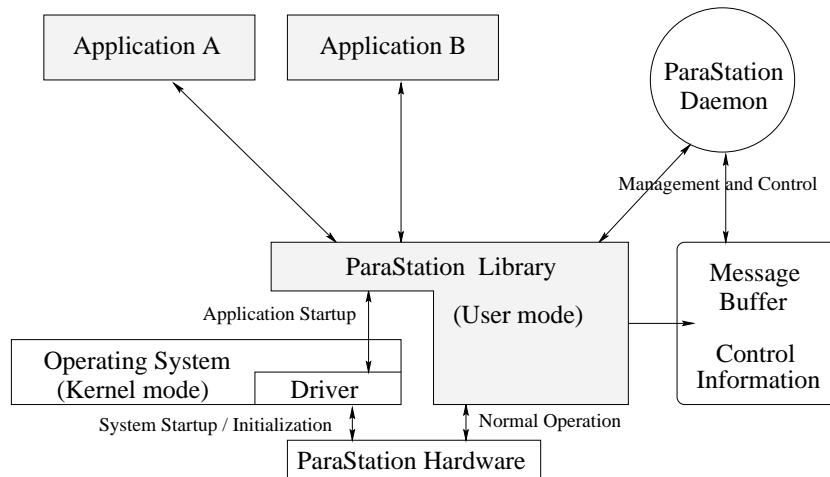 Application A
Application B
ParaStation
Daemon
Management and Control
ParaStation Library
(User mode)
Message
Buffer
Control
Information
Application Startup
Operating System
(Kernel mode)
Driver
System Startup / Initialization
Normal Operation
ParaStation Hardware